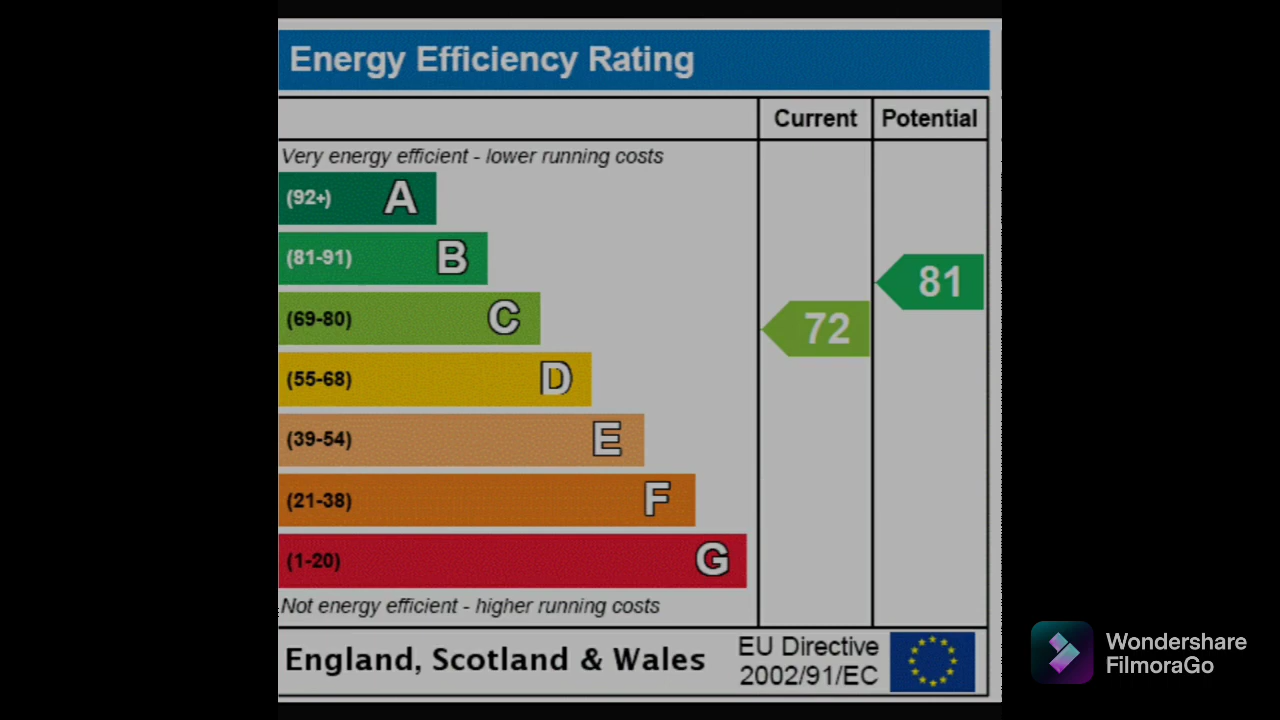 Energy Efficiency Rating
Current Potential
Very energy efficient - lower running costs
(92+) A
(81-91) B
(69-80) C
(55-68) D
(39-54) E
(21-38) F
(1-20) G
72
81
Not energy efficient - higher running costs
England, Scotland & Wales
EU Directive
2002/91/EC
Wondershare
FilmoraGo